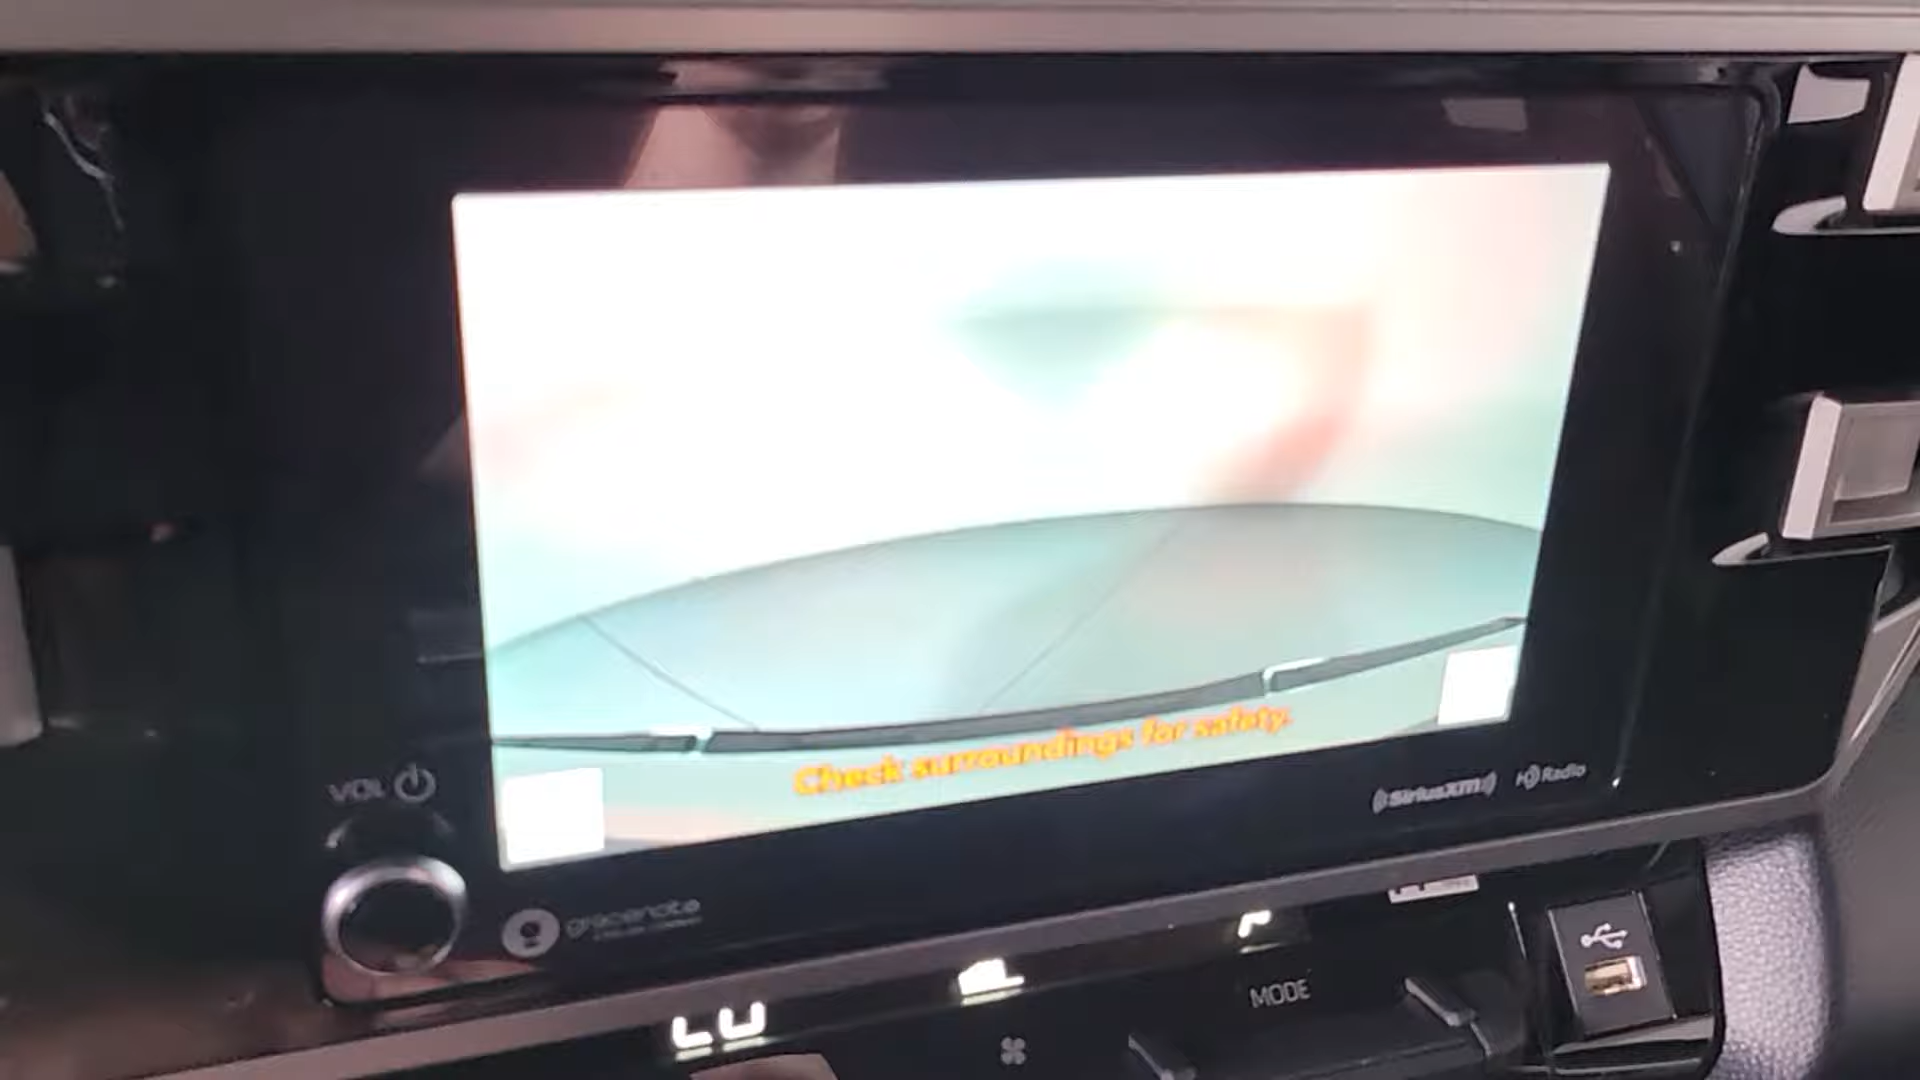 Check surroundings for safety.
VOL
SiriusXM
HD Radio
gracenote
MODE